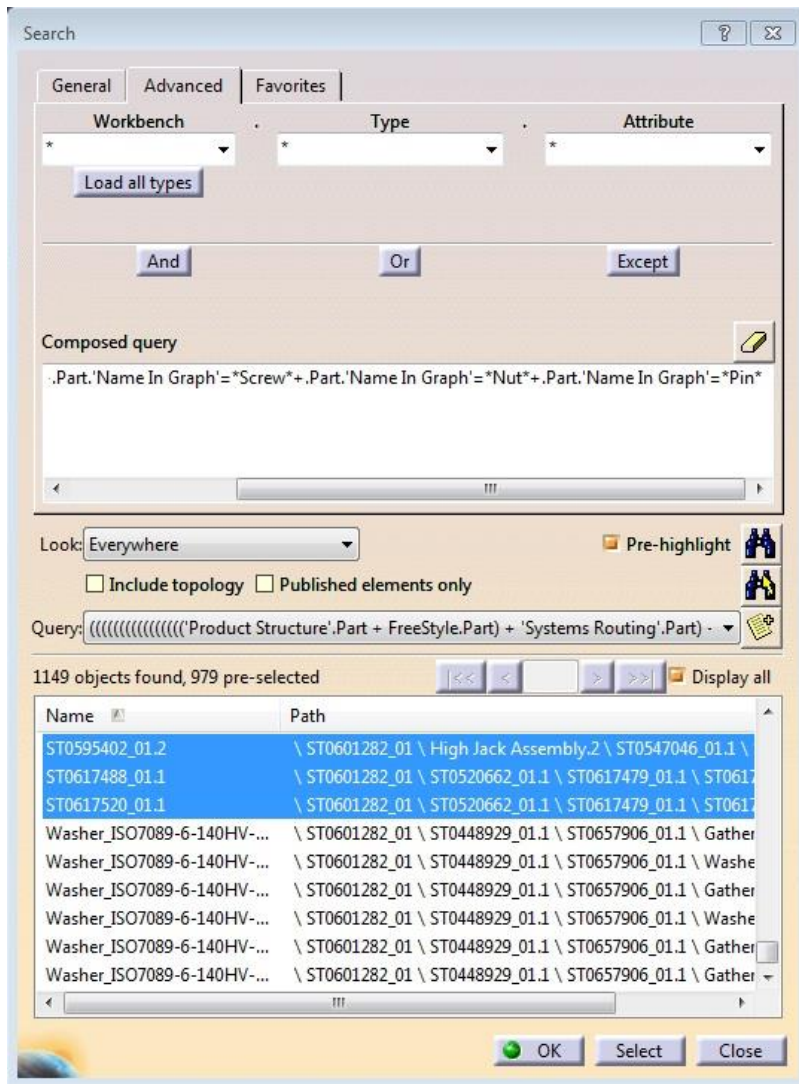 Search
General Advanced Favorites
Workbench . Type . Attribute
* * *
Load all types
And Or Except
Composed query
.Part.'Name In Graph'=*Screw*+.Part.'Name In Graph'=*Nut*+.Part.'Name In Graph'=*Pin*
Look: Everywhere Pre-highlight
Include topology Published elements only
Query: ((((((((((((((((('Product Structure'.Part + FreeStyle.Part) + 'Systems Routing'.Part) -
1149 objects found, 979 pre-selected |<< < > >>| Display all
Name Path
ST0595402_01.2 \ ST0601282_01 \ High Jack Assembly.2 \ ST0547046_01.1 \
ST0617488_01.1 \ ST0601282_01 \ ST0520662_01.1 \ ST0617479_01.1 \ ST0617
ST0617520_01.1 \ ST0601282_01 \ ST0520662_01.1 \ ST0617479_01.1 \ ST0617
Washer_ISO7089-6-140HV-... \ ST0601282_01 \ ST0448929_01.1 \ ST0657906_01.1 \ Gather
Washer_ISO7089-6-140HV-... \ ST0601282_01 \ ST0448929_01.1 \ ST0657906_01.1 \ Washe
Washer_ISO7089-6-140HV-... \ ST0601282_01 \ ST0448929_01.1 \ ST0657906_01.1 \ Gather
Washer_ISO7089-6-140HV-... \ ST0601282_01 \ ST0448929_01.1 \ ST0657906_01.1 \ Washe
Washer_ISO7089-6-140HV-... \ ST0601282_01 \ ST0448929_01.1 \ ST0657906_01.1 \ Gather
Washer_ISO7089-6-140HV-... \ ST0601282_01 \ ST0448929_01.1 \ ST0657906_01.1 \ Gather
OK Select Close